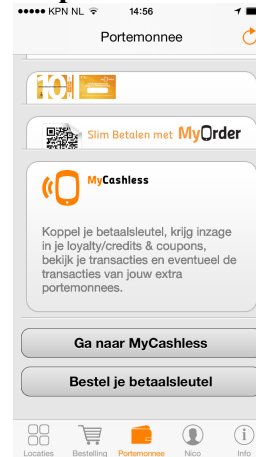 KPN NL 14:56
Portemonnee
10!
Slim Betalen met MyOrder
MyCashless
Koppel je betaalsleutel, krijg inzage
in je loyalty/credits & coupons,
bekijk je transacties en eventueel de
transacties van jouw extra
portemonnees.
Ga naar MyCashless
Bestel je betaalsleutel
Locaties Bestelling Portemonnee Nico Info